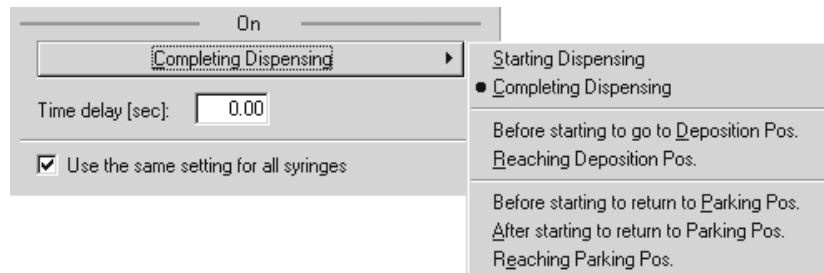 On
Completing Dispensing
Time delay [sec]: 0.00
Use the same setting for all syringes
Starting Dispensing
Completing Dispensing
Before starting to go to Deposition Pos.
Reaching Deposition Pos.
Before starting to return to Parking Pos.
After starting to return to Parking Pos.
Reaching Parking Pos.